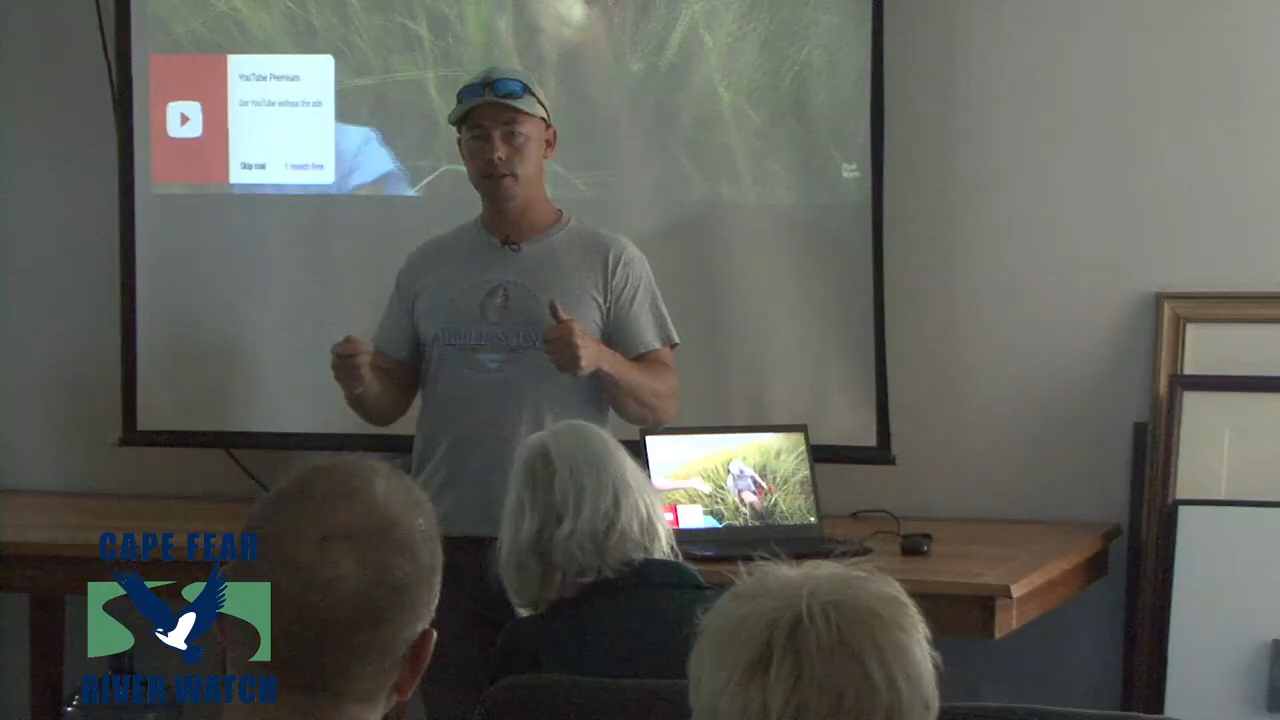 YouTube Premium
Get YouTube without the ads
Skip trial
1 month free
CAPE FEAR
RIVER WATCH